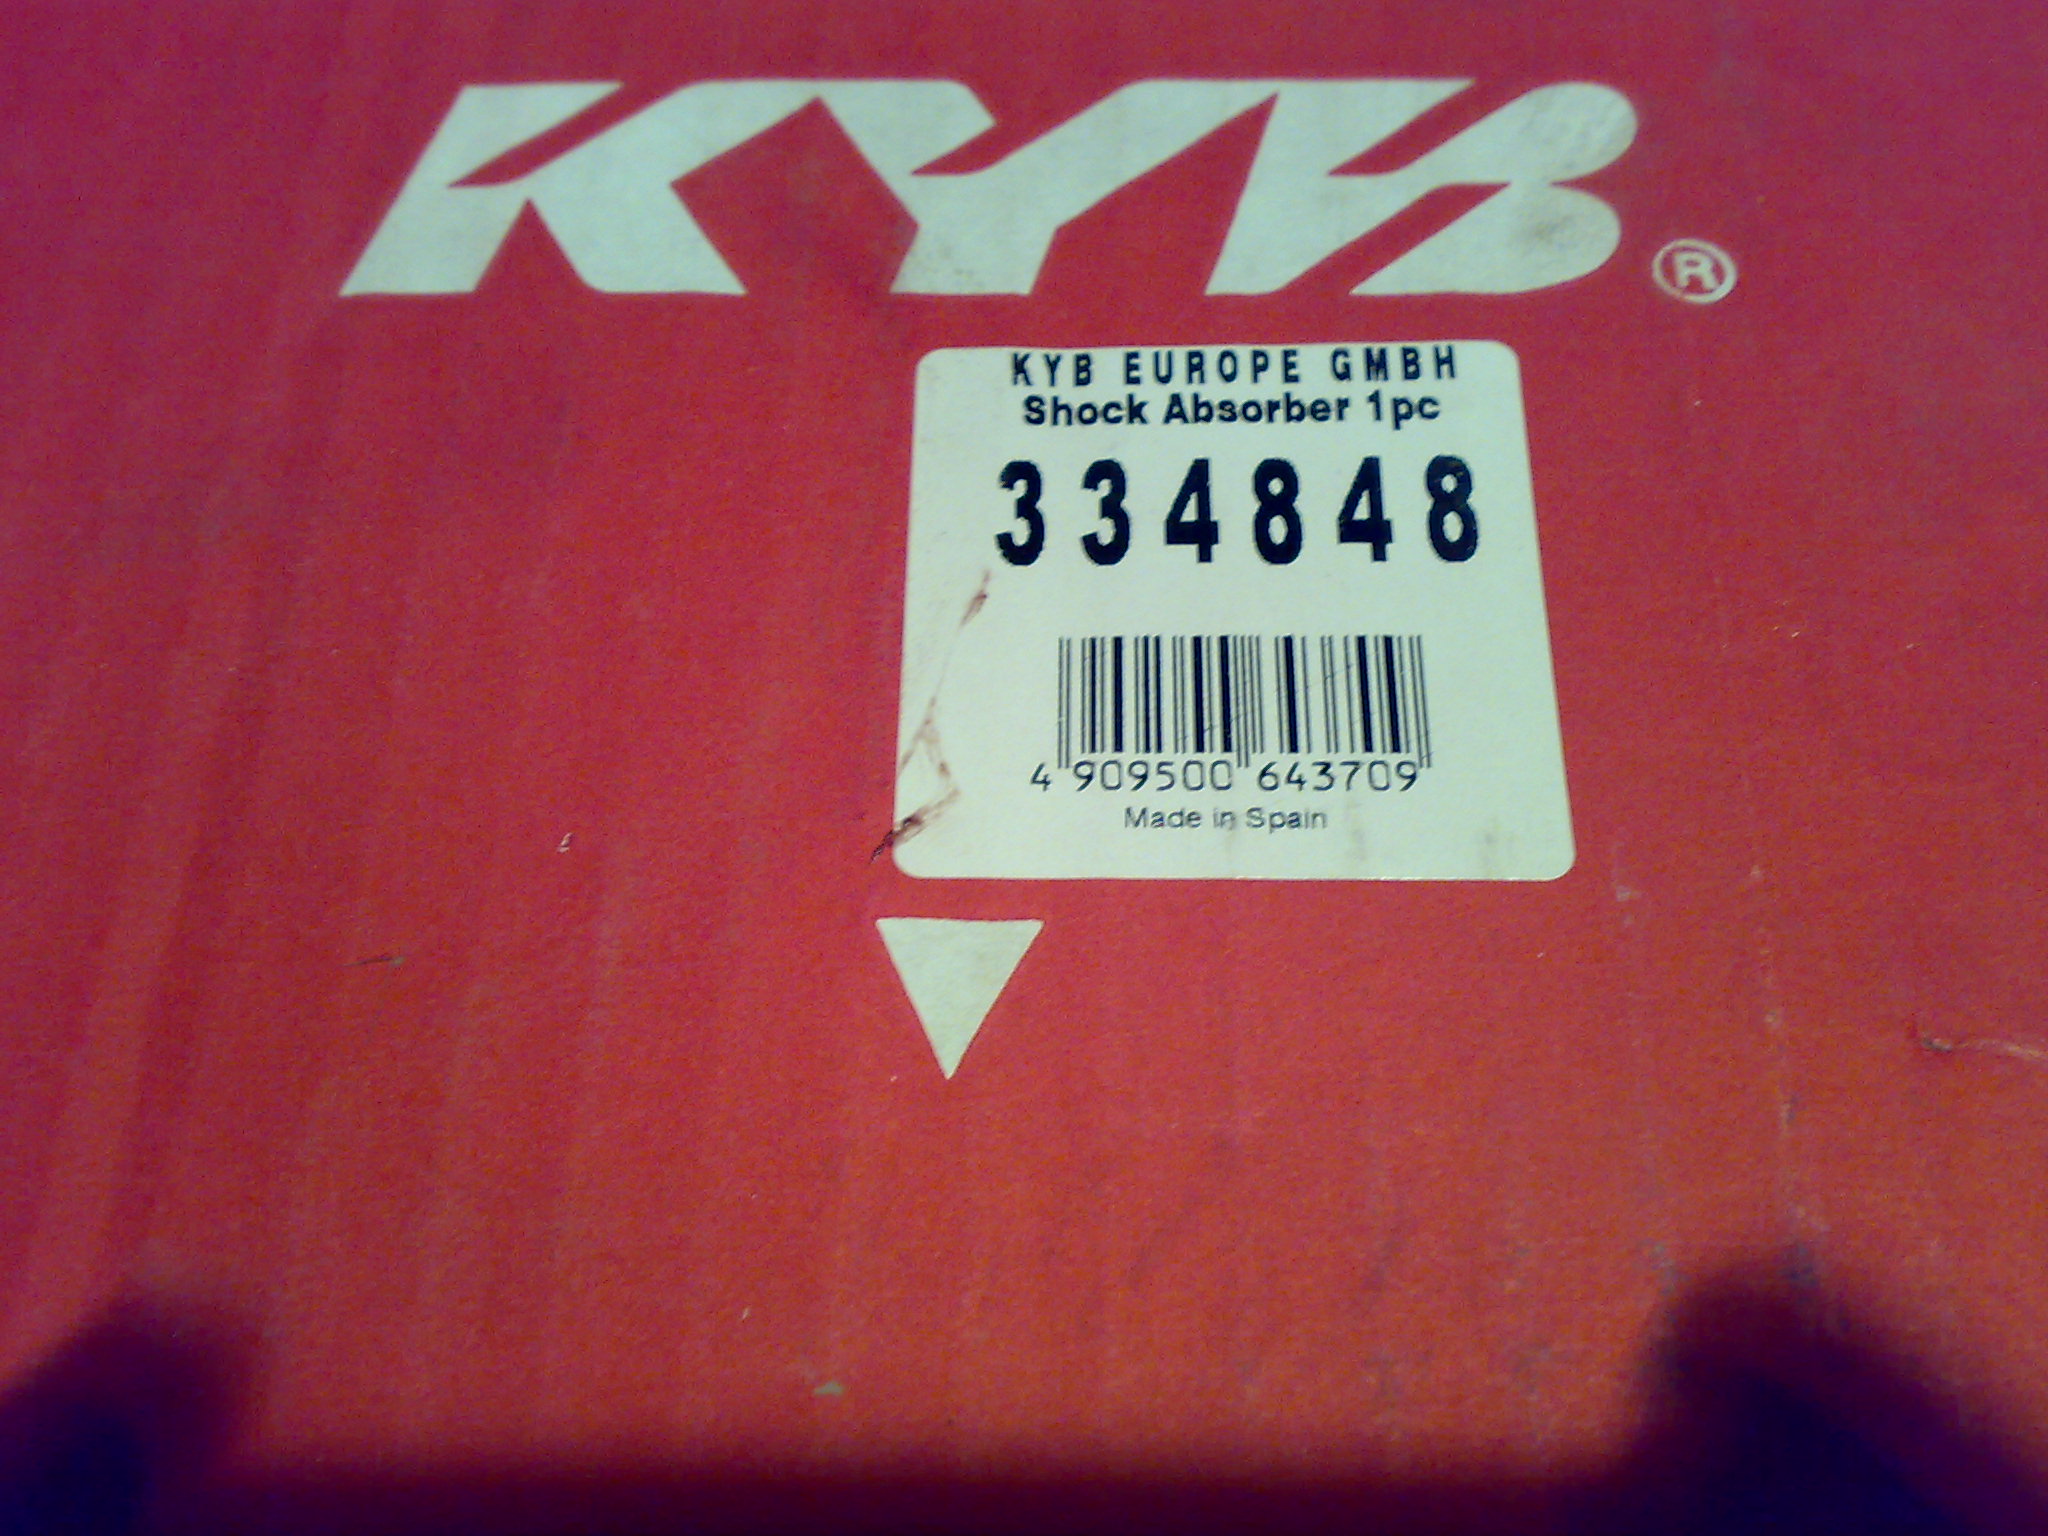 KYB®
KYB EUROPE GMBH
Shock Absorber 1pc
334848
4 909500 643709
Made in Spain